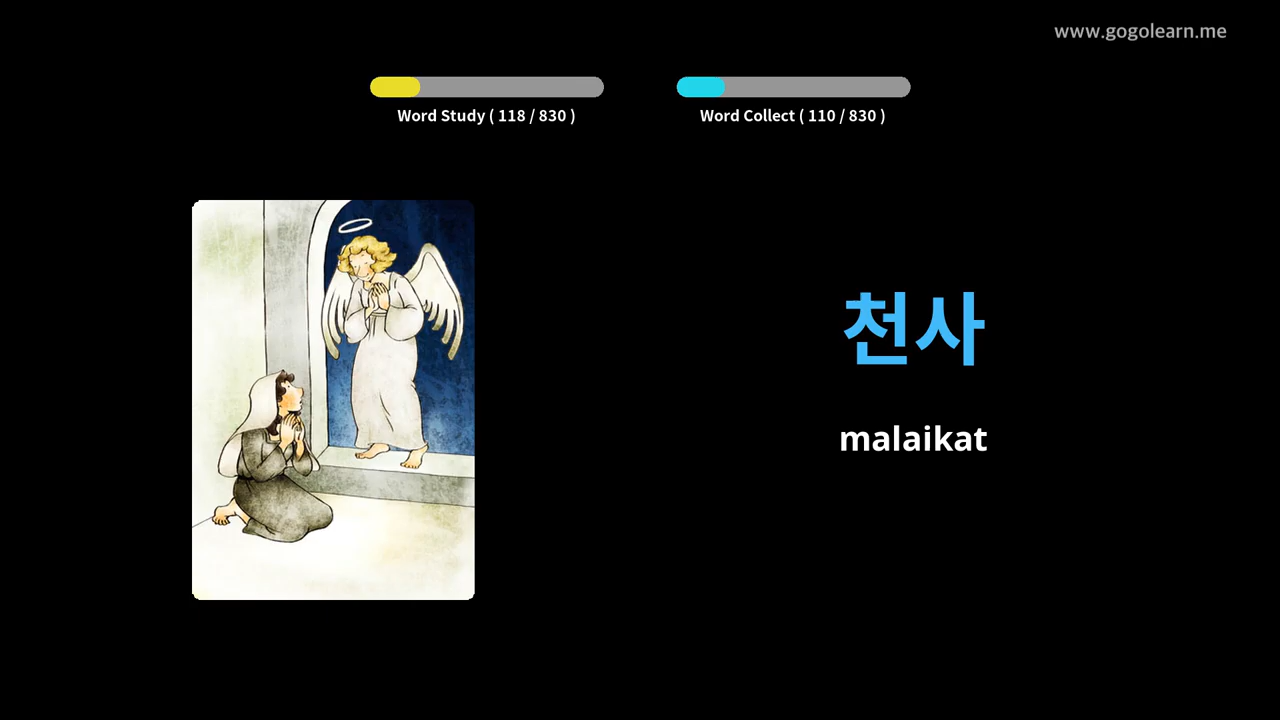 www.gogolearn.me
Word Study ( 118 / 830 )
Word Collect ( 110 / 830 )
천사
malaikat